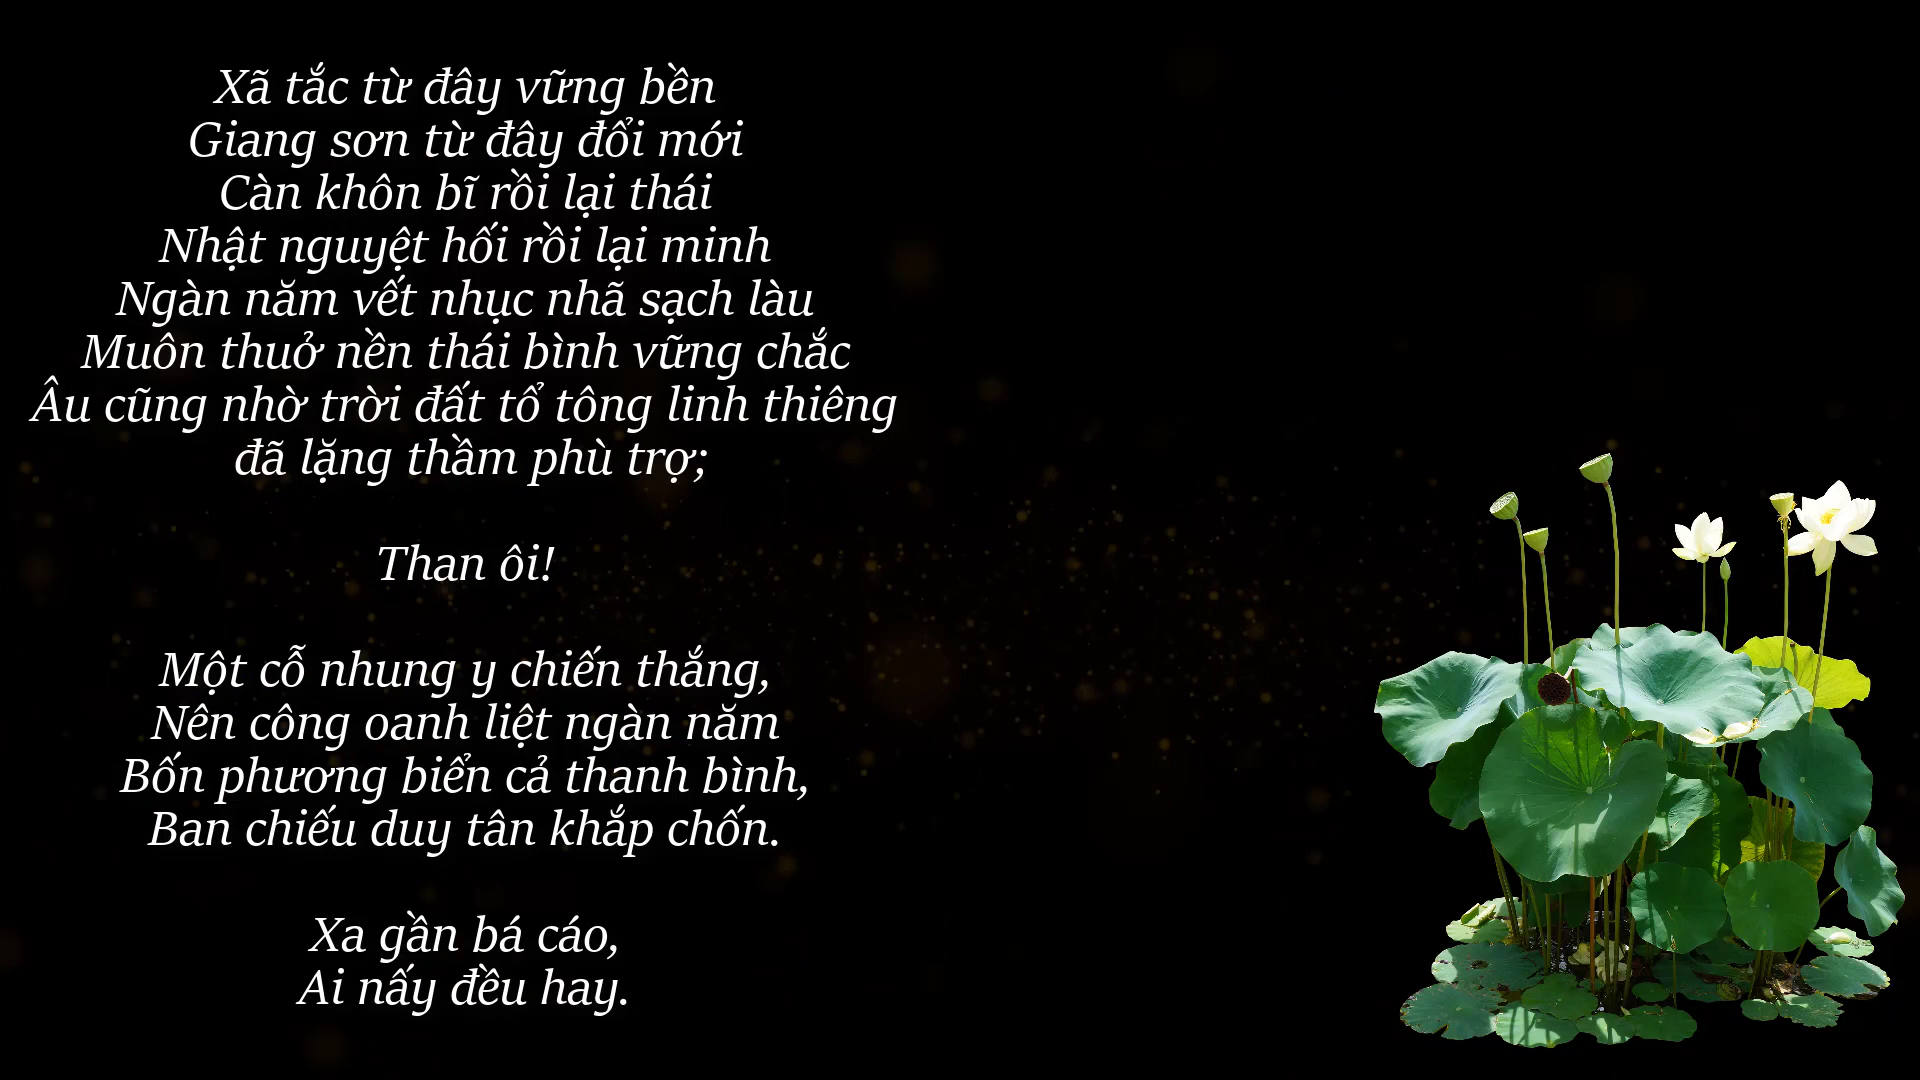 Xã tắc từ đây vững bền
Giang sơn từ đây đổi mới
Càn khôn bĩ rồi lại thái
Nhật nguyệt hối rồi lại minh
Ngàn năm vết nhục nhã sạch làu
Muôn thuở nền thái bình vững chắc
Âu cũng nhờ trời đất tổ tông linh thiêng
đã lặng thầm phù trợ;
Than ôi!
Một cỗ nhung y chiến thắng,
Nên công oanh liệt ngàn năm
Bốn phương biển cả thanh bình,
Ban chiếu duy tân khắp chốn.
Xa gần bá cáo,
Ai nấy đều hay.